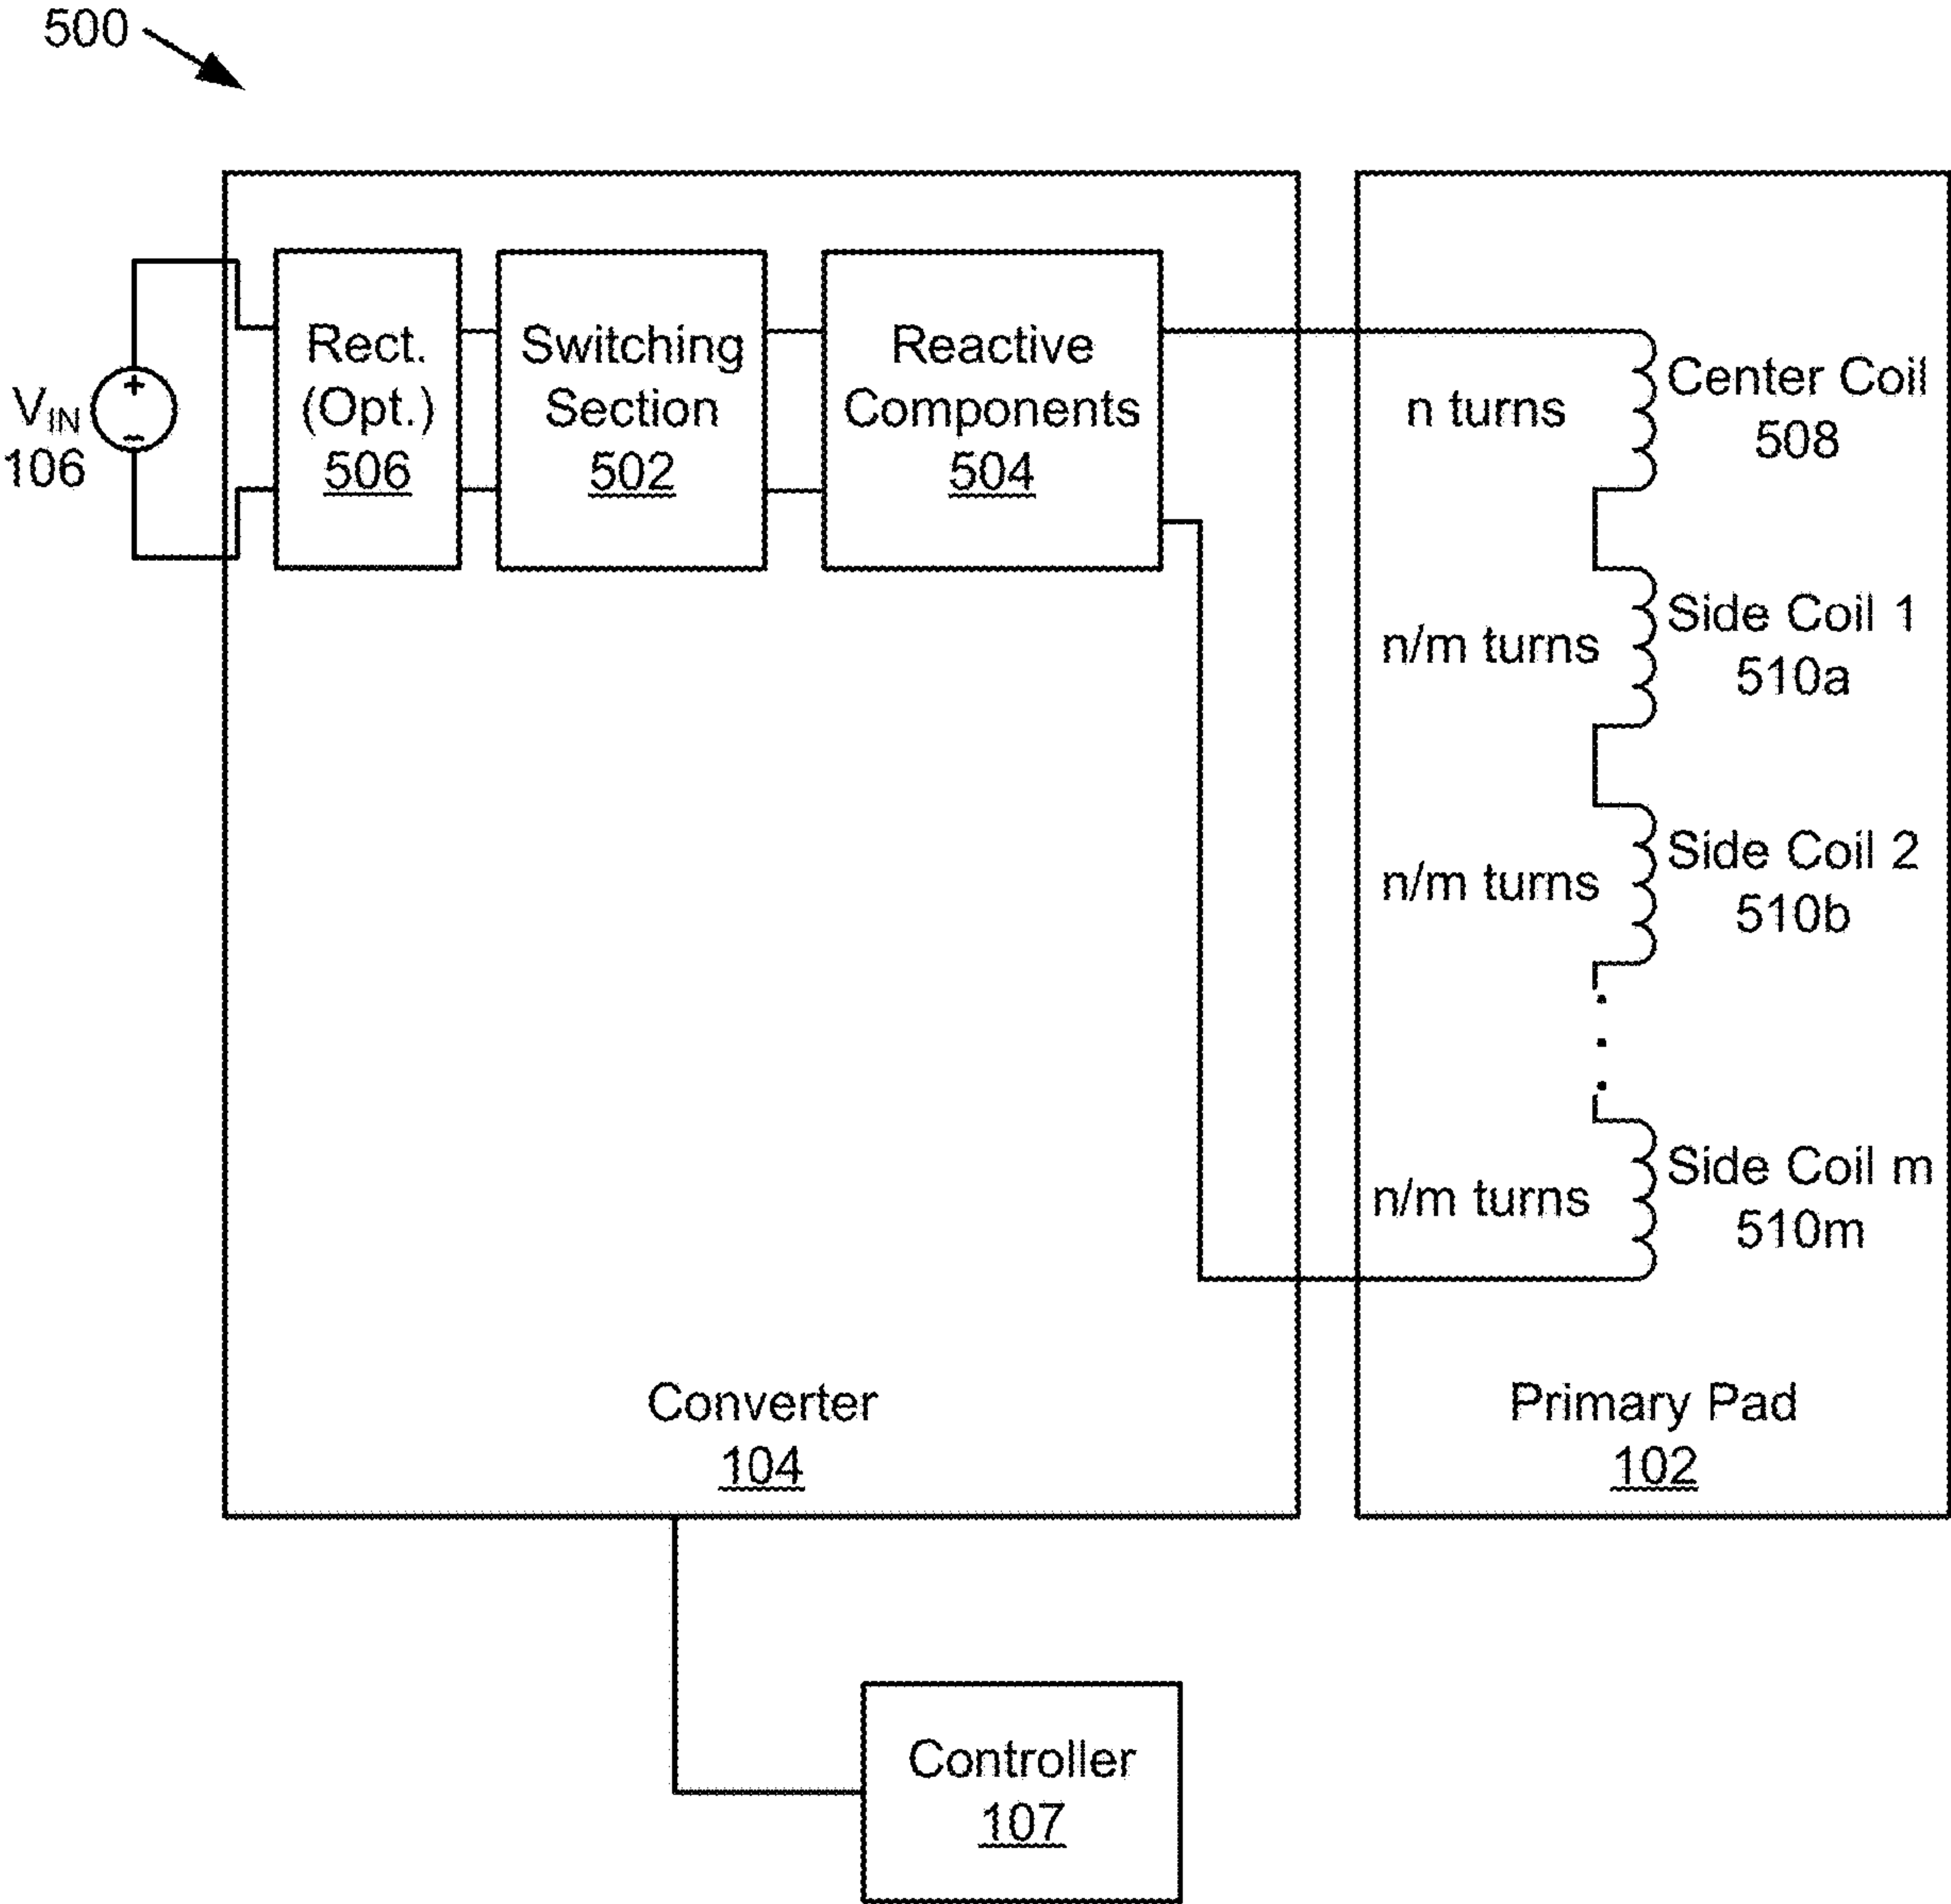 500
V_IN
106
+
−
Rect.
(Opt.)
506
Switching
Section
502
Reactive
Components
504
n turns
Center Coil
508
n/m turns
Side Coil 1
510a
n/m turns
Side Coil 2
510b
n/m turns
Side Coil m
510m
Converter
104
Primary Pad
102
Controller
107